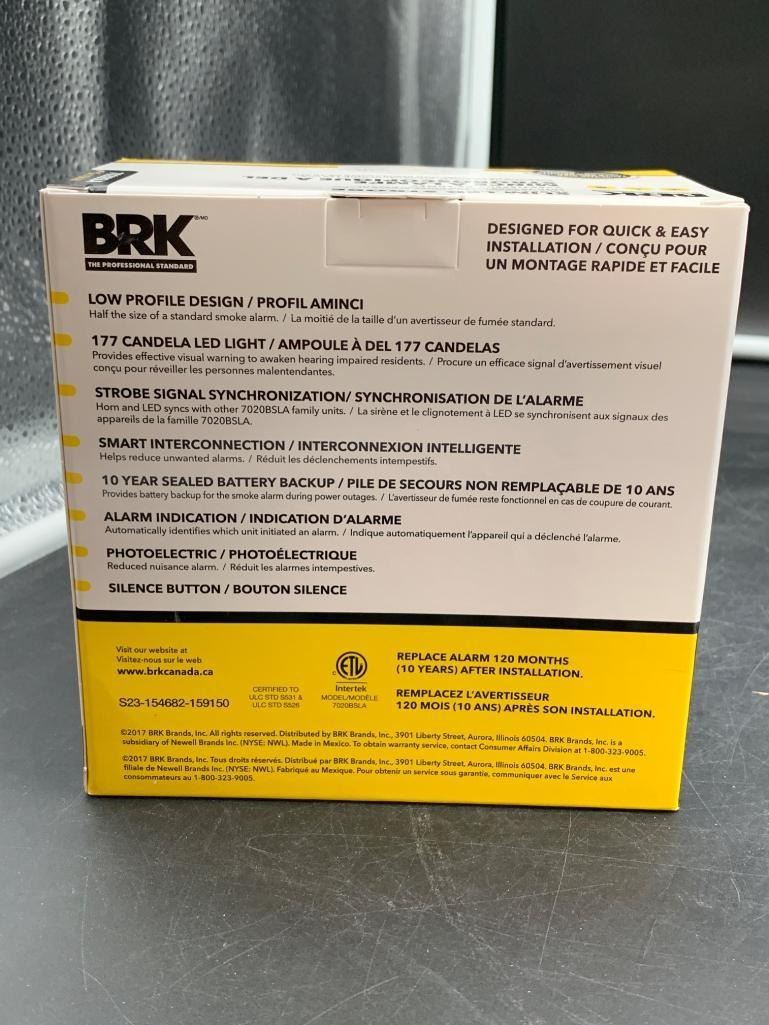 BRK ®/MD
THE PROFESSIONAL STANDARD
DESIGNED FOR QUICK & EASY
INSTALLATION / CONÇU POUR
UN MONTAGE RAPIDE ET FACILE
LOW PROFILE DESIGN / PROFIL AMINCI
Half the size of a standard smoke alarm. / La moitié de la taille d'un avertisseur de fumée standard.
177 CANDELA LED LIGHT / AMPOULE À DEL 177 CANDELAS
Provides effective visual warning to awaken hearing impaired residents. / Procure un efficace signal d'avertissement visuel
conçu pour réveiller les personnes malentendantes.
STROBE SIGNAL SYNCHRONIZATION/ SYNCHRONISATION DE L'ALARME
Horn and LED syncs with other 7020BSLA family units. / La sirène et le clignotement à LED se synchronisent aux signaux des
appareils de la famille 7020BSLA.
SMART INTERCONNECTION / INTERCONNEXION INTELLIGENTE
Helps reduce unwanted alarms. / Réduit les déclenchements intempestifs.
10 YEAR SEALED BATTERY BACKUP / PILE DE SECOURS NON REMPLAÇABLE DE 10 ANS
Provides battery backup for the smoke alarm during power outages. / L'avertisseur de fumée reste fonctionnel en cas de coupure de courant.
ALARM INDICATION / INDICATION D'ALARME
Automatically identifies which unit initiated an alarm. / Indique automatiquement l'appareil qui a déclenché l'alarme.
PHOTOELECTRIC / PHOTOÉLECTRIQUE
Reduced nuisance alarm. / Réduit les alarmes intempestives.
SILENCE BUTTON / BOUTON SILENCE
Visit our website at
Visitez-nous sur le web
www.brkcanada.ca
S23-154682-159150
CERTIFIED TO
ULC STD S531 &
ULC STD S526
c ETL
Intertek
MODEL/MODÈLE
7020BSLA
REPLACE ALARM 120 MONTHS
(10 YEARS) AFTER INSTALLATION.
REMPLACEZ L'AVERTISSEUR
120 MOIS (10 ANS) APRÈS SON INSTALLATION.
©2017 BRK Brands, Inc. All rights reserved. Distributed by BRK Brands, Inc., 3901 Liberty Street, Aurora, Illinois 60504. BRK Brands, Inc. is a
subsidiary of Newell Brands Inc. (NYSE: NWL). Made in Mexico. To obtain warranty service, contact Consumer Affairs Division at 1-800-323-9005.
©2017 BRK Brands, Inc. Tous droits réservés. Distribué par BRK Brands, Inc., 3901 Liberty Street, Aurora, Illinois 60504. BRK Brands, Inc. est une
filiale de Newell Brands Inc. (NYSE: NWL). Fabriqué au Mexique. Pour obtenir un service sous garantie, communiquer avec le Service aux
consommateurs au 1-800-323-9005.